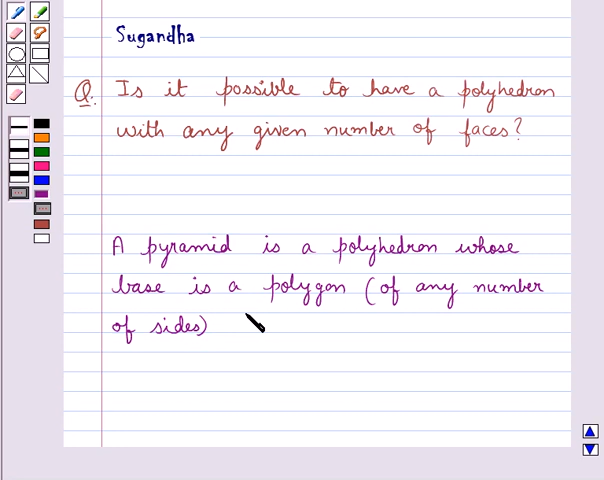 Sugandha
Q. Is it possible to have a polyhedron
with any given number of faces?
A pyramid is a polyhedron whose
base is a polygon (of any number
of sides)